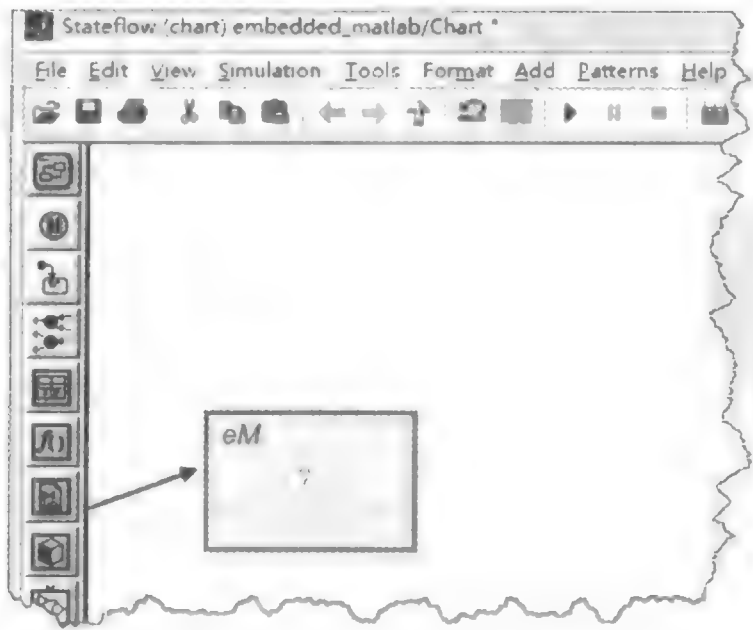 Stateflow (chart) embedded_matlab/Chart *
File Edit View Simulation Tools Format Add Patterns Help
f()
eM
?